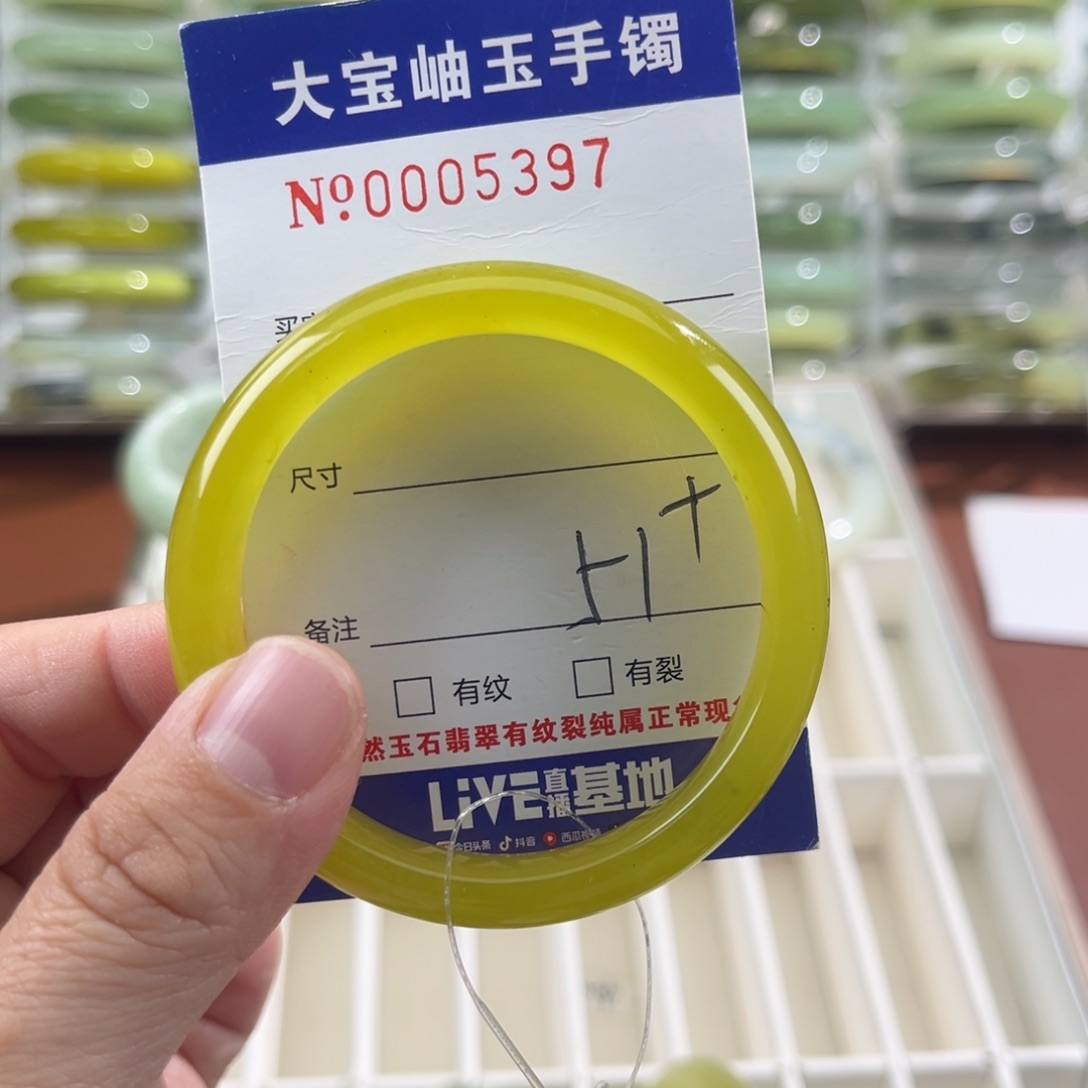 大宝岫玉手镯
Nº0005397
尺寸
51+
备注
□ 有纹 □ 有裂
然玉石翡翠有纹裂纯属正常现
LiVE直播基地
今日头条 抖音 西瓜视频